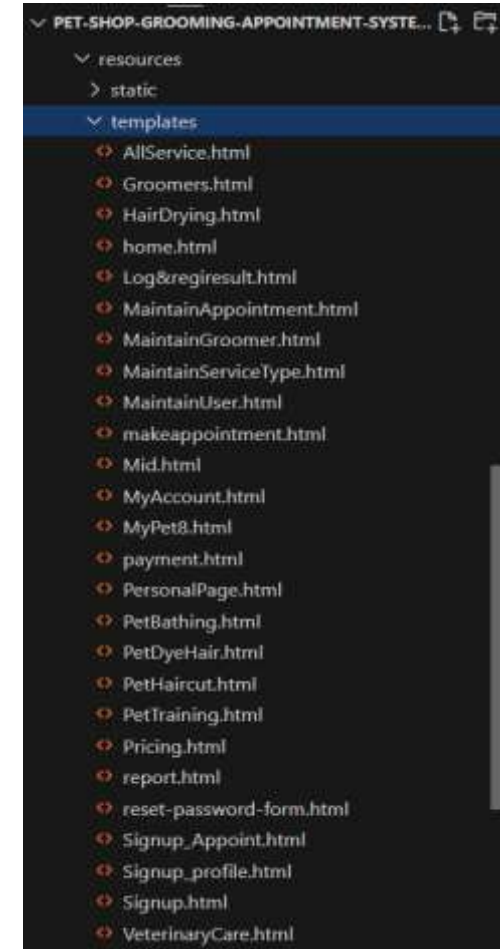 PET-SHOP-GROOMING-APPOINTMENT-SYSTE...
resources
static
templates
AllService.html
Groomers.html
HairDrying.html
home.html
Log&regiresult.html
MaintainAppointment.html
MaintainGroomer.html
MaintainServiceType.html
MaintainUser.html
makeappointment.html
Mid.html
MyAccount.html
MyPet8.html
payment.html
PersonalPage.html
PetBathing.html
PetDyeHair.html
PetHaircut.html
PetTraining.html
Pricing.html
report.html
reset-password-form.html
Signup_Appoint.html
Signup_profile.html
Signup.html
VeterinaryCare.html